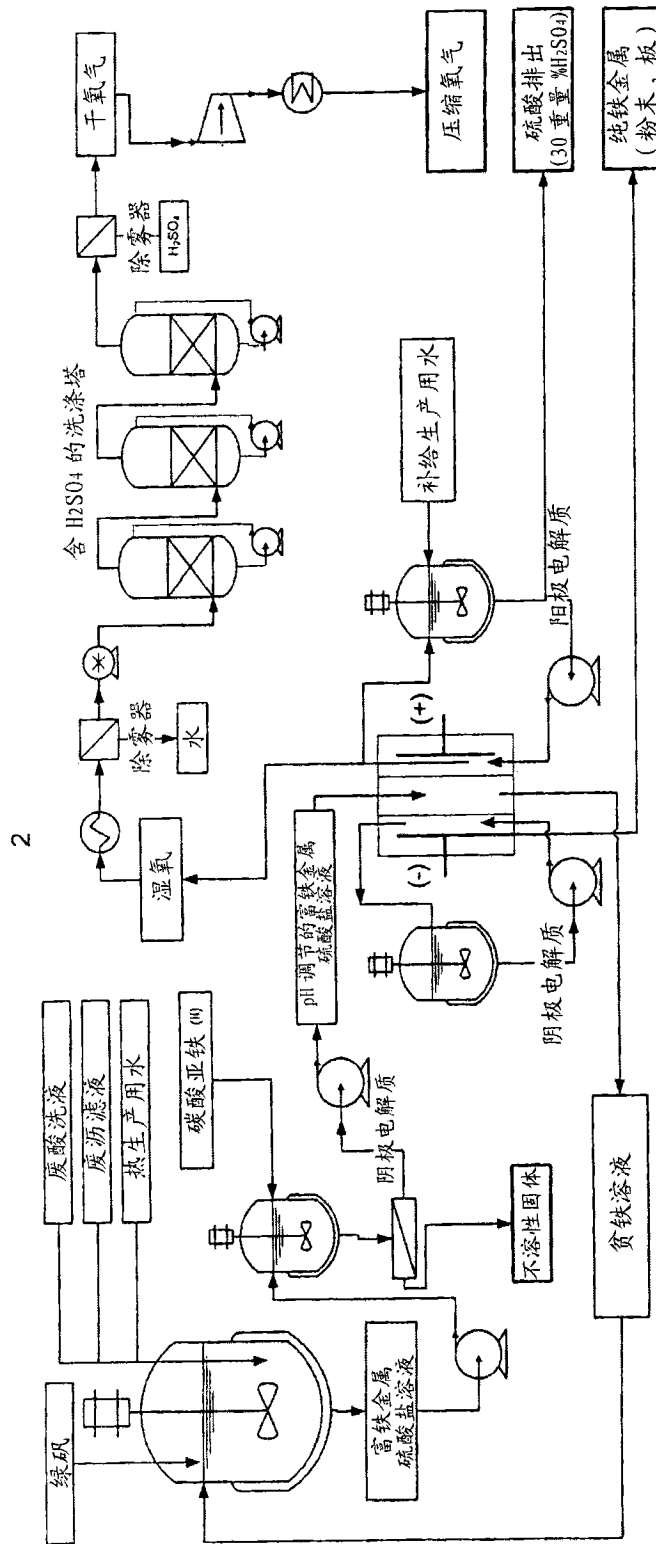 2
绿矾
废酸洗液
废沥滤液
热生产用水
碳酸亚铁(II)
富铁金属
硫酸盐溶液
不溶性固体
阴极电解质
pH调节的富铁金属
硫酸盐溶液
贫铁溶液
湿氧
除雾器
水
含H2SO4的洗涤塔
除雾器
H2SO4
干氧气
压缩氧气
(-)
(+)
阴极电解质
阳极电解质
补给生产用水
硫酸排出
(30重量%H2SO4)
纯铁金属
(粉末,板)